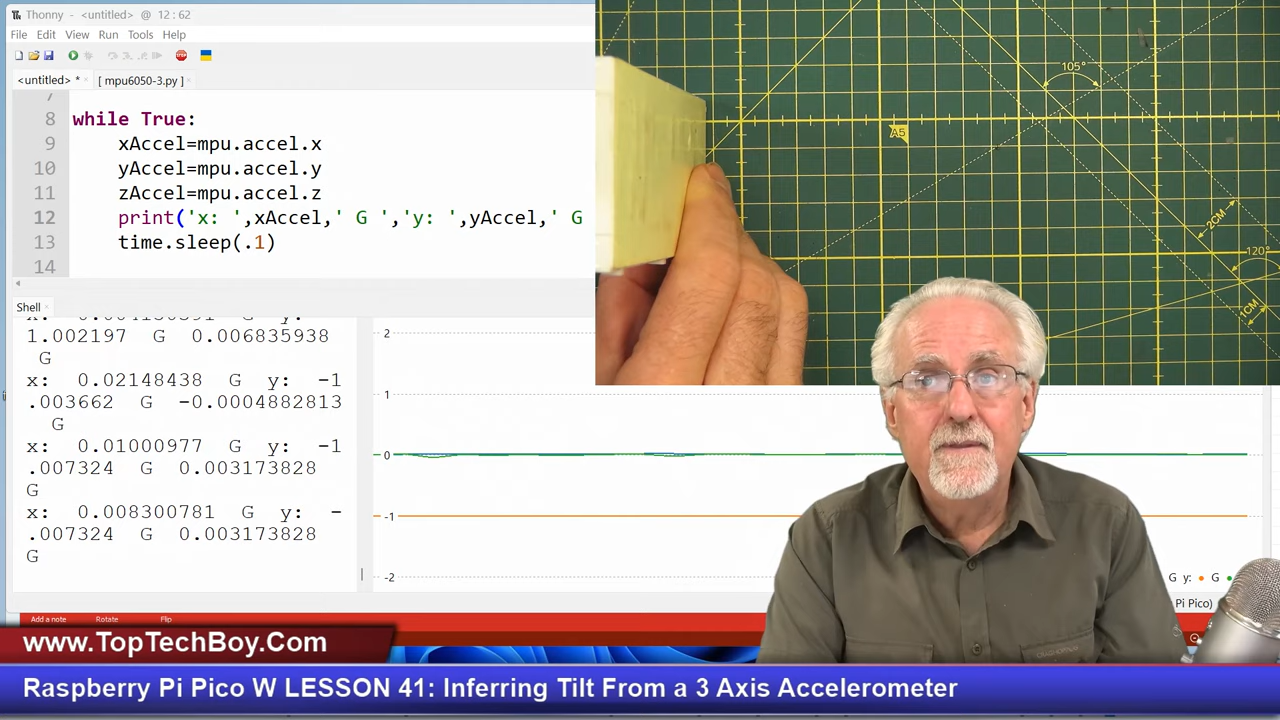 Thonny - <untitled> @ 12 : 62
File Edit View Run Tools Help
<untitled> * [ mpu6050-3.py ]
8 while True:
9 xAccel=mpu.accel.x
10 yAccel=mpu.accel.y
11 zAccel=mpu.accel.z
12 print('x: ',xAccel,' G ','y: ',yAccel,' G
13 time.sleep(.1)
14
Shell
1.002197 G 0.006835938
G
x: 0.02148438 G y: -1
.003662 G -0.0004882813
G
x: 0.01000977 G y: -1
.007324 G 0.003173828
G
x: 0.008300781 G y: -
.007324 G 0.003173828
G
2
1
0
-1
-2
G y: G
Pi Pico)
105°
A5
2CM
120°
1CM
Add a note Rotate Flip
www.TopTechBoy.Com
Raspberry Pi Pico W LESSON 41: Inferring Tilt From a 3 Axis Accelerometer